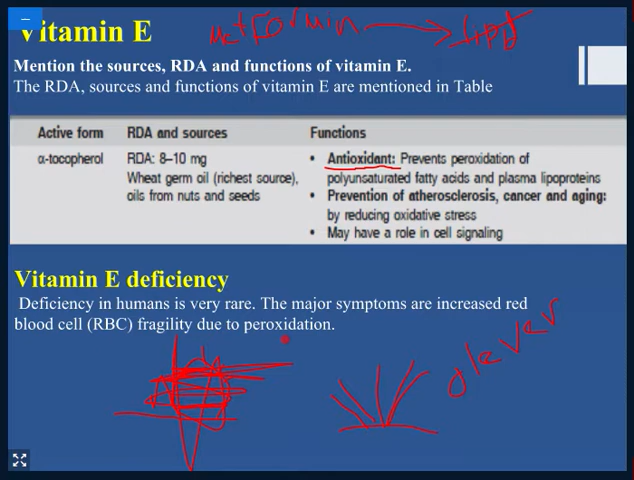 Vitamin E
Metformin
Mention the sources, RDA and functions of vitamin E.
The RDA, sources and functions of vitamin E are mentioned in Table
Active form RDA and sources Functions
α-tocopherol RDA: 8–10 mg • Antioxidant: Prevents peroxidation of
Wheat germ oil (richest source), polyunsaturated fatty acids and plasma lipoproteins
oils from nuts and seeds • Prevention of atherosclerosis, cancer and aging:
by reducing oxidative stress
• May have a role in cell signaling
Vitamin E deficiency
Deficiency in humans is very rare. The major symptoms are increased red
blood cell (RBC) fragility due to peroxidation.